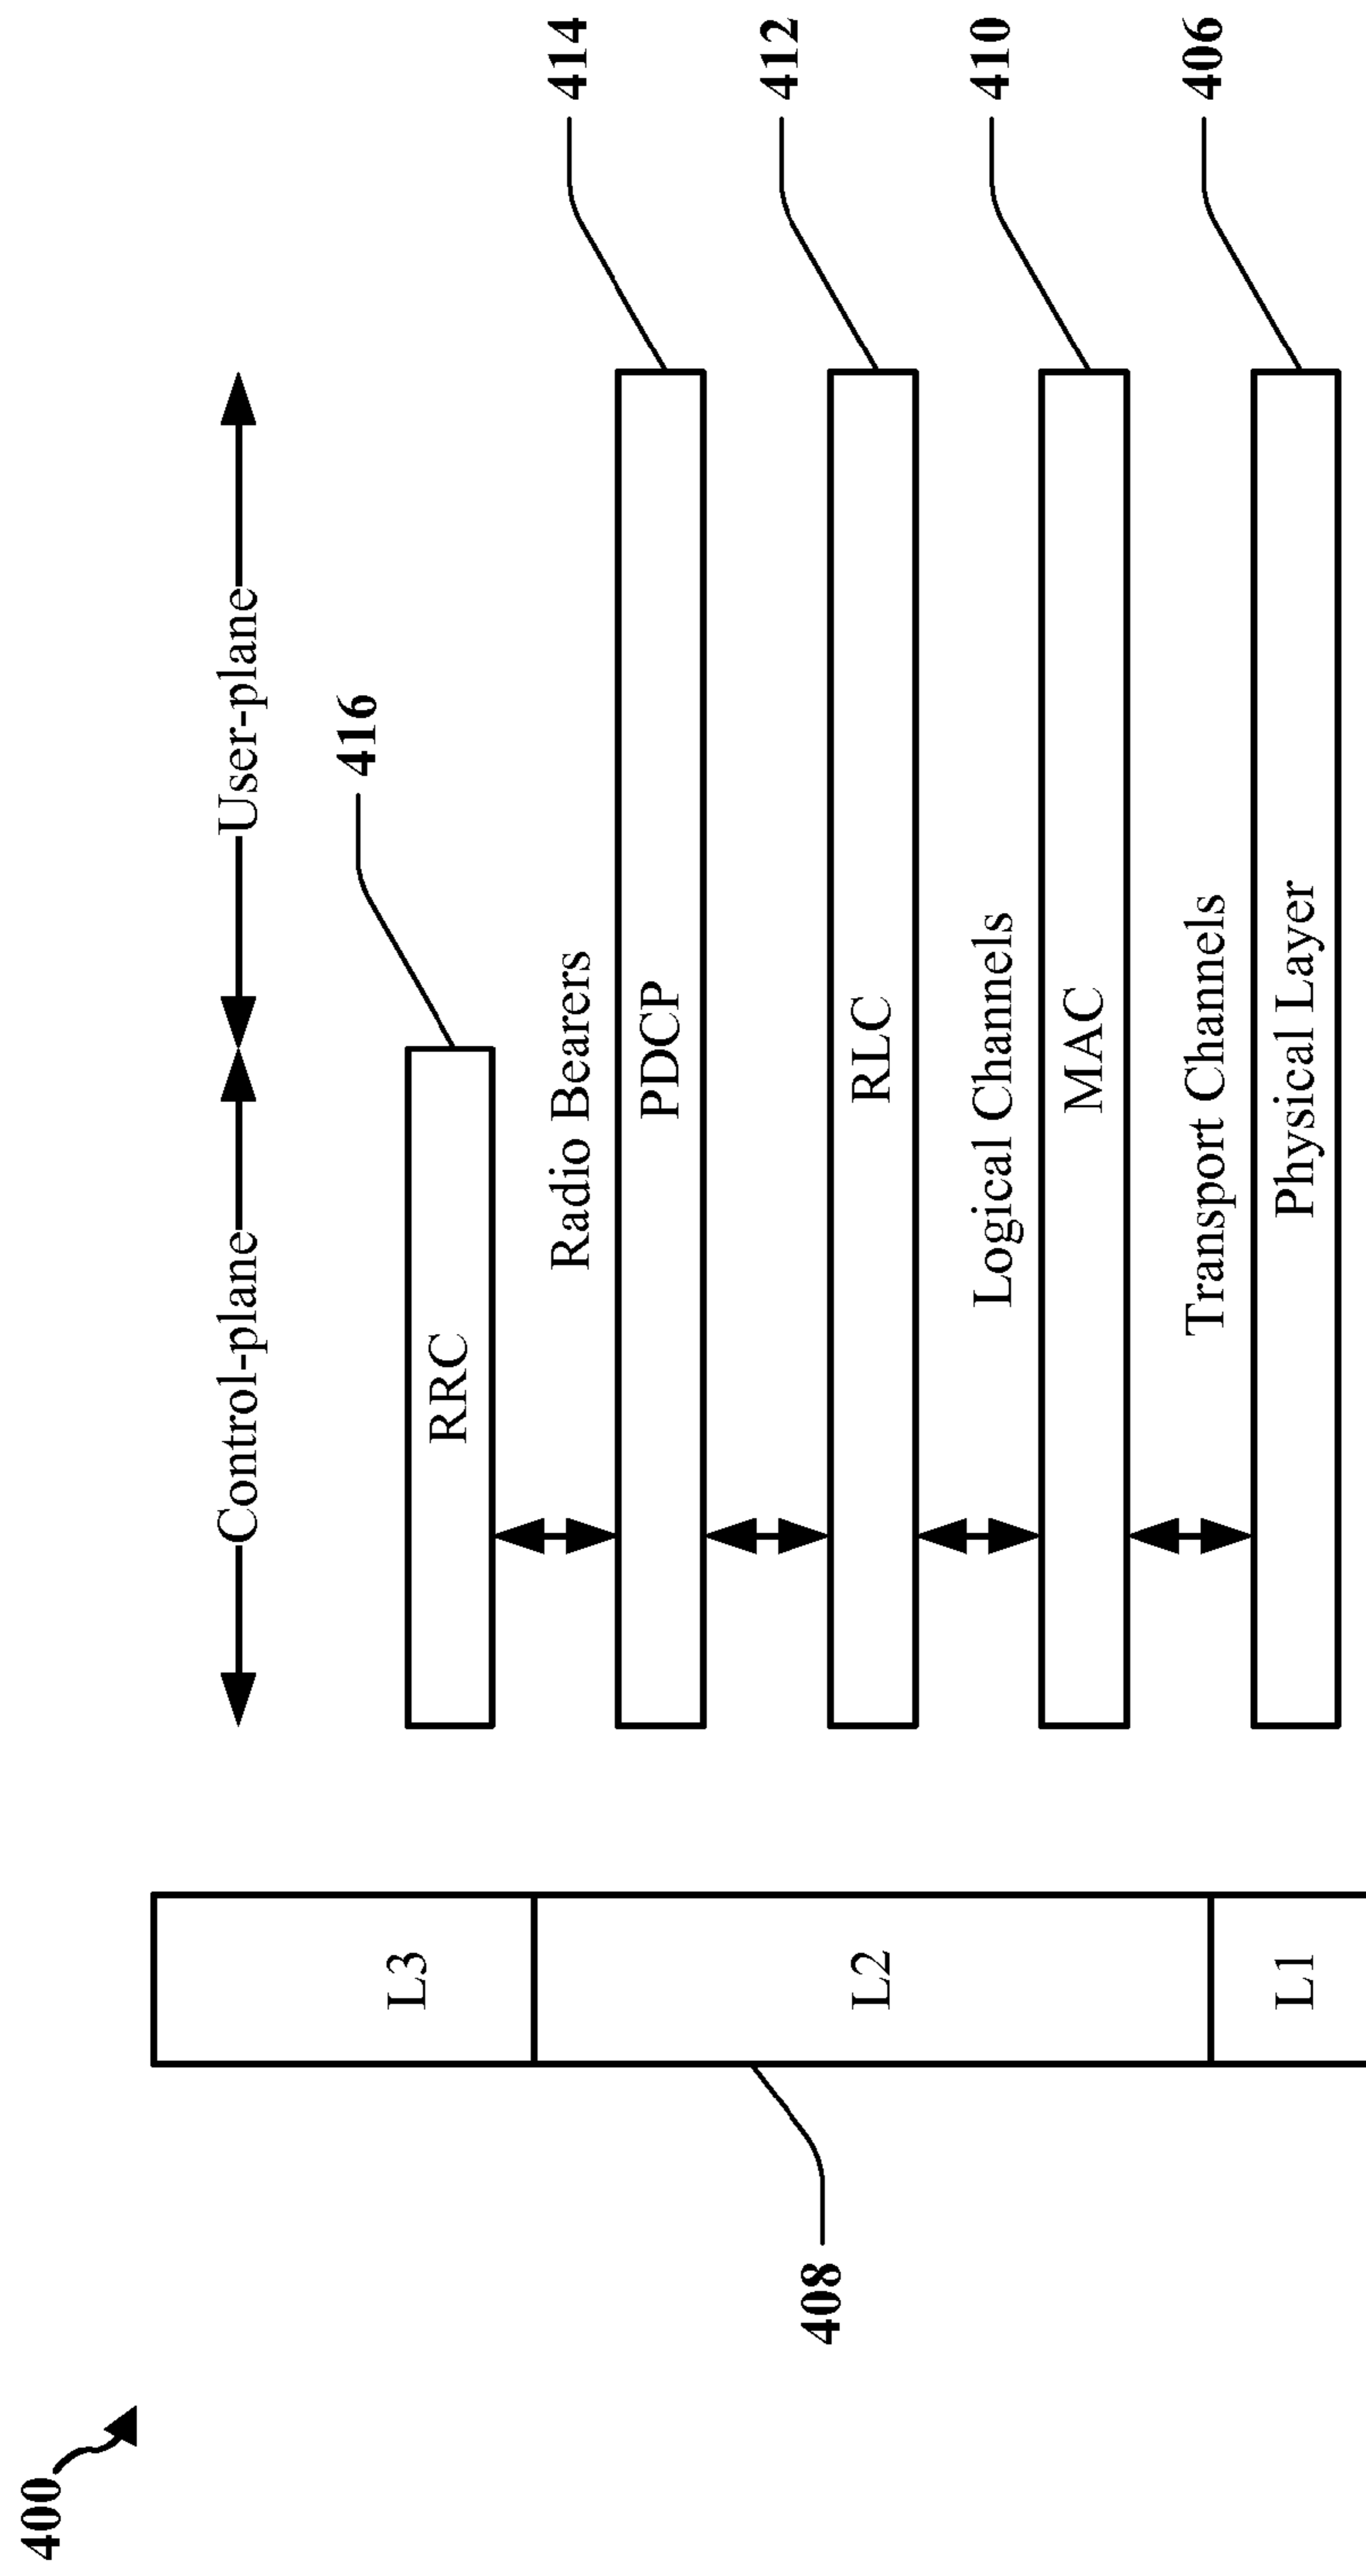 400
Control-plane
User-plane
416
L3
RRC
Radio Bearers
414
PDCP
408
L2
412
RLC
Logical Channels
410
MAC
Transport Channels
406
L1
Physical Layer